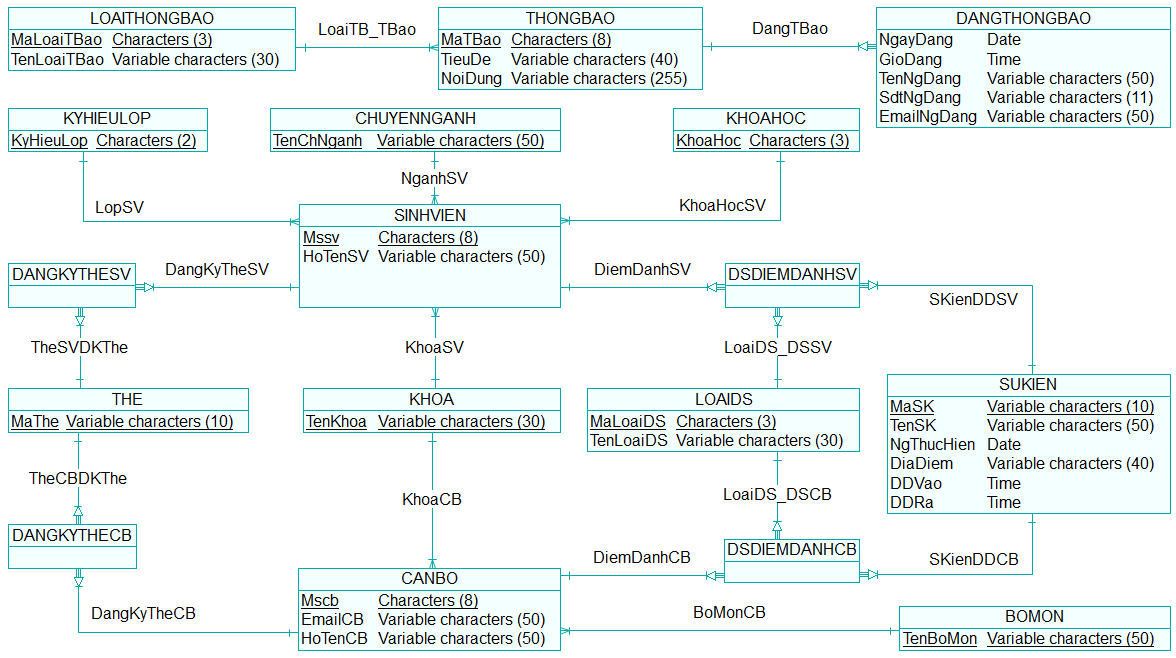 LOAITHONGBAO
MaLoaiTBao Characters (3)
TenLoaiTBao Variable characters (30)
LoaiTB_TBao
THONGBAO
MaTBao Characters (8)
TieuDe Variable characters (40)
NoiDung Variable characters (255)
DangTBao
DANGTHONGBAO
NgayDang Date
GioDang Time
TenNgDang Variable characters (50)
SdtNgDang Variable characters (11)
EmailNgDang Variable characters (50)
KYHIEULOP
KyHieuLop Characters (2)
CHUYENNGANH
TenChNganh Variable characters (50)
KHOAHOC
KhoaHoc Characters (3)
LopSV
NganhSV
KhoaHocSV
SINHVIEN
Mssv Characters (8)
HoTenSV Variable characters (50)
DANGKYTHESV
DangKyTheSV
DiemDanhSV
DSDIEMDANHSV
SKienDDSV
TheSVDKThe
KhoaSV
LoaiDS_DSSV
THE
MaThe Variable characters (10)
KHOA
TenKhoa Variable characters (30)
LOAIDS
MaLoaiDS Characters (3)
TenLoaiDS Variable characters (30)
SUKIEN
MaSK Variable characters (10)
TenSK Variable characters (50)
NgThucHien Date
DiaDiem Variable characters (40)
DDVao Time
DDRa Time
TheCBDKThe
KhoaCB
LoaiDS_DSCB
DANGKYTHECB
DangKyTheCB
CANBO
Mscb Characters (8)
EmailCB Variable characters (50)
HoTenCB Variable characters (50)
DiemDanhCB
DSDIEMDANHCB
SKienDDCB
BoMonCB
BOMON
TenBoMon Variable characters (50)